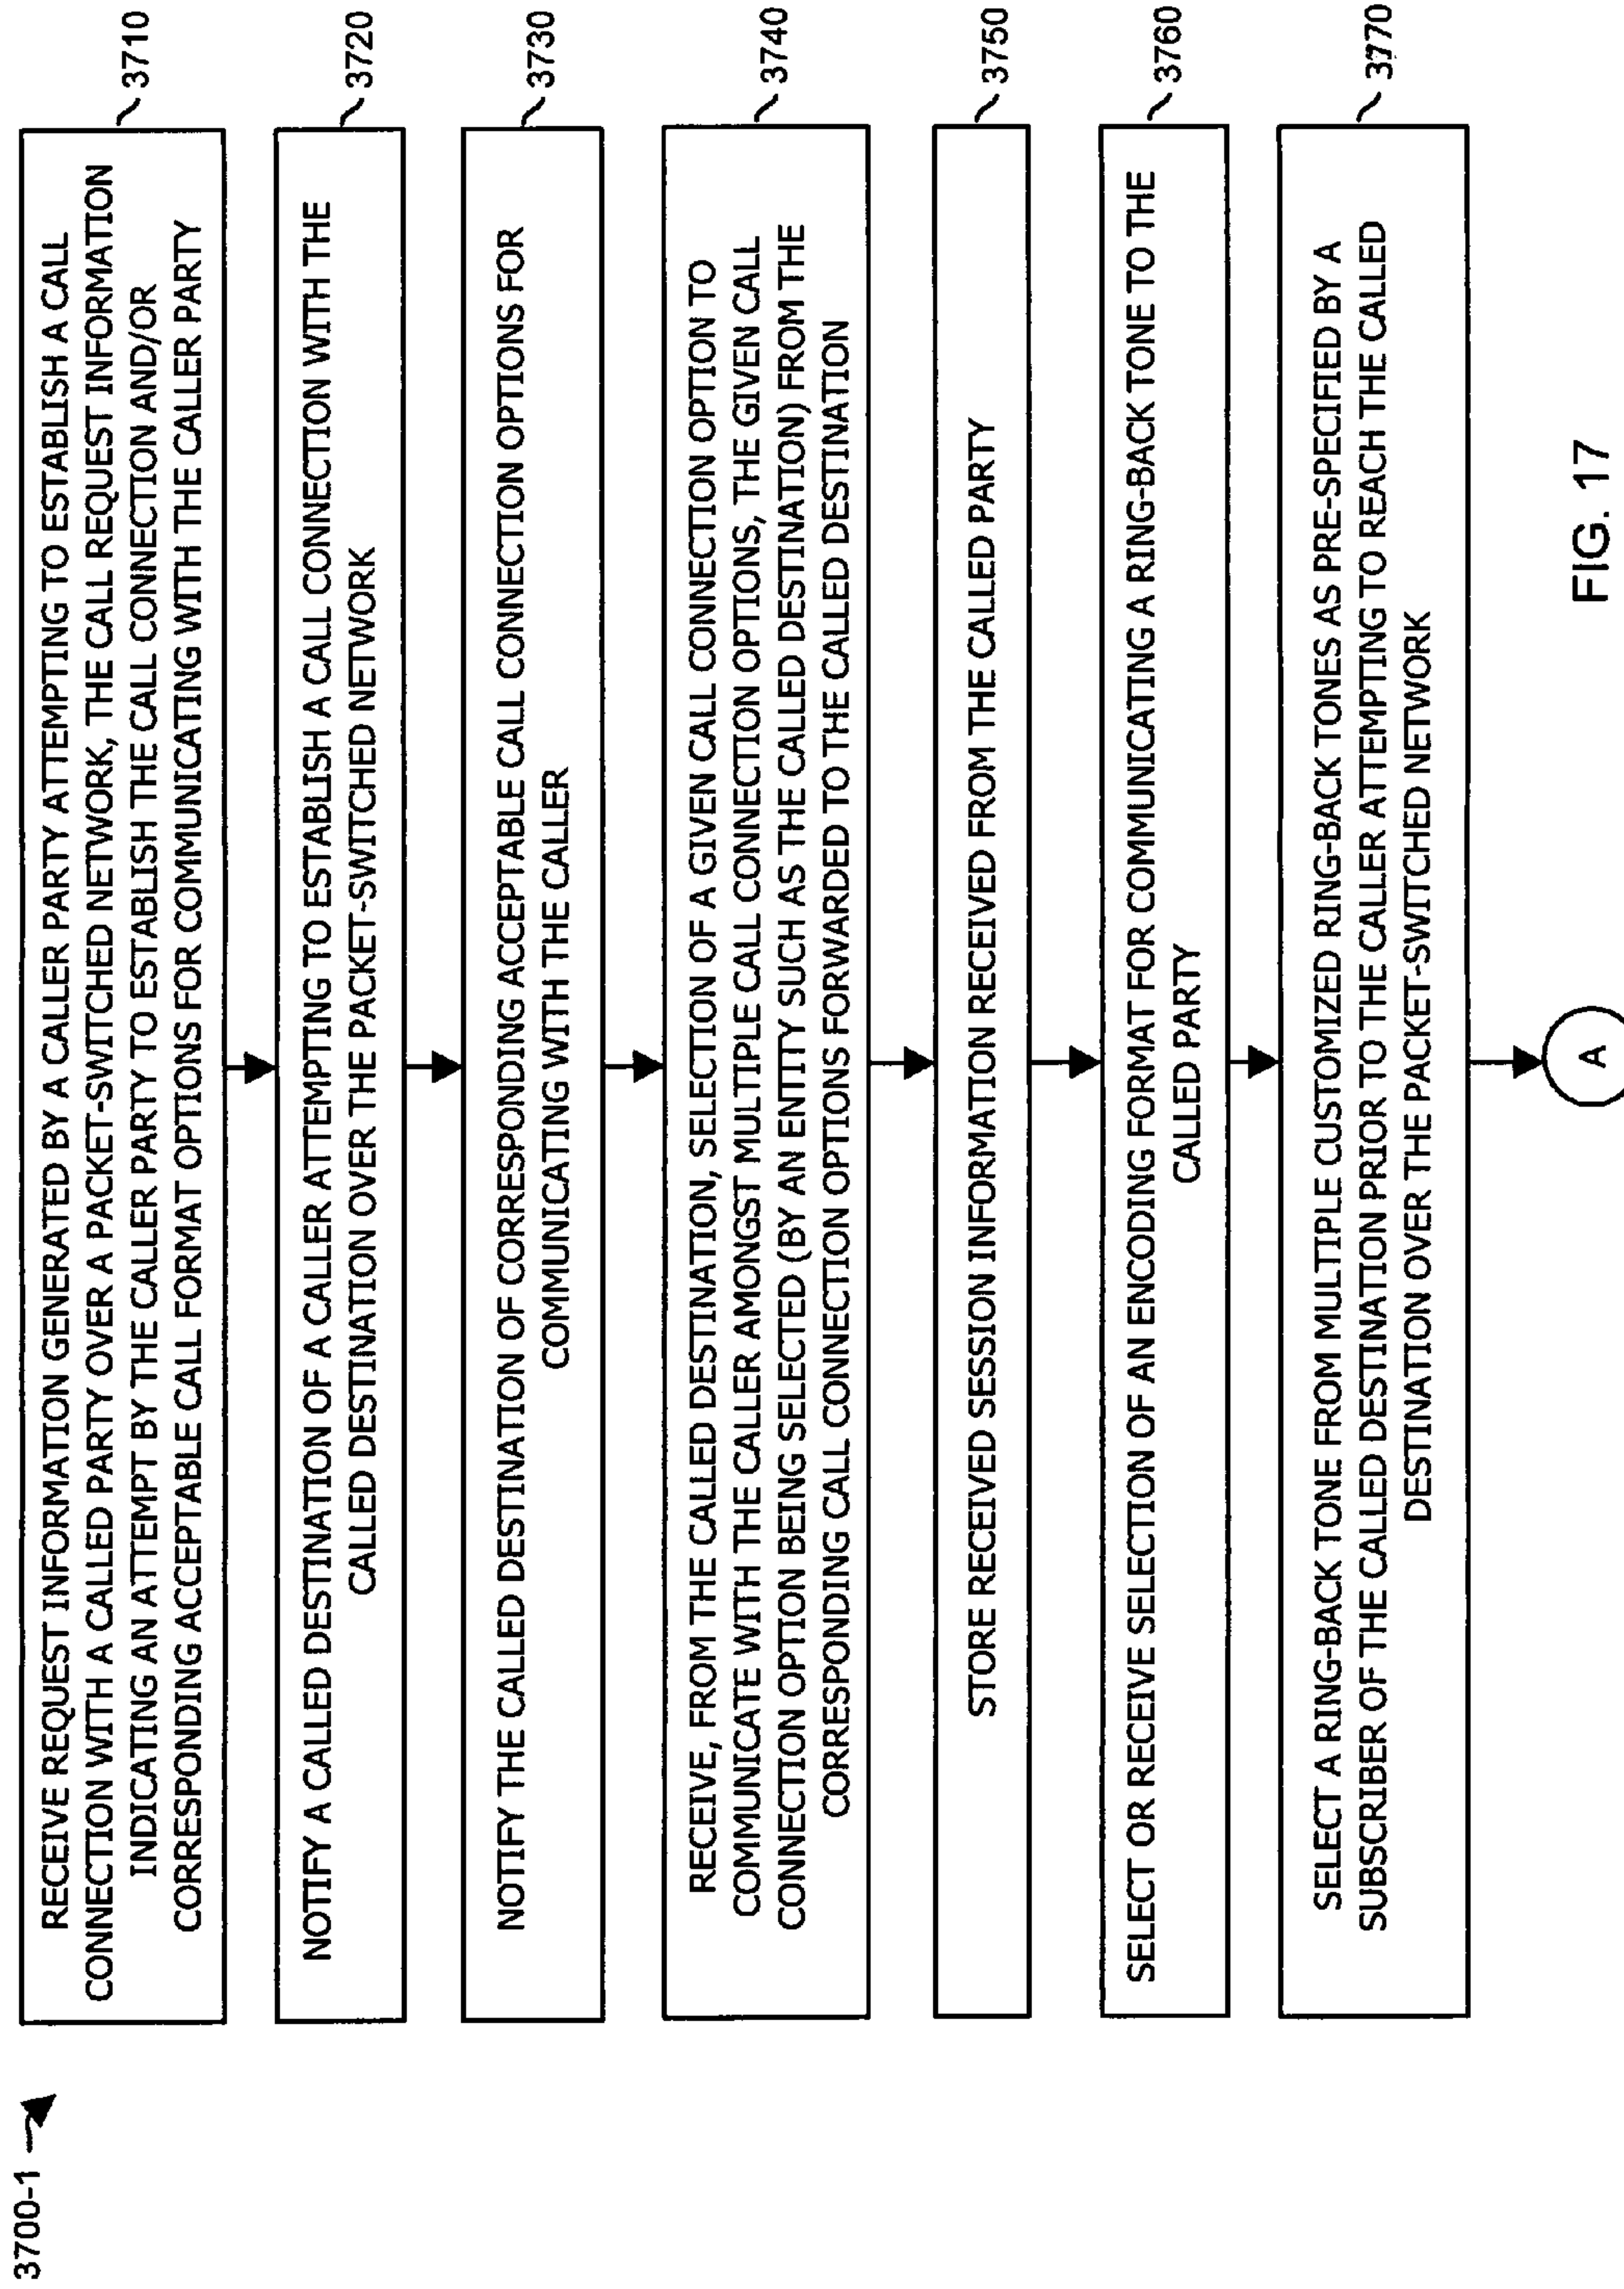 3700-1
RECEIVE REQUEST INFORMATION GENERATED BY A CALLER PARTY ATTEMPTING TO ESTABLISH A CALL
CONNECTION WITH A CALLED PARTY OVER A PACKET-SWITCHED NETWORK, THE CALL REQUEST INFORMATION
INDICATING AN ATTEMPT BY THE CALLER PARTY TO ESTABLISH THE CALL CONNECTION AND/OR
CORRESPONDING ACCEPTABLE CALL FORMAT OPTIONS FOR COMMUNICATING WITH THE CALLER PARTY
3710
NOTIFY A CALLED DESTINATION OF A CALLER ATTEMPTING TO ESTABLISH A CALL CONNECTION WITH THE
CALLED DESTINATION OVER THE PACKET-SWITCHED NETWORK
3720
NOTIFY THE CALLED DESTINATION OF CORRESPONDING ACCEPTABLE CALL CONNECTION OPTIONS FOR
COMMUNICATING WITH THE CALLER
3730
RECEIVE, FROM THE CALLED DESTINATION, SELECTION OF A GIVEN CALL CONNECTION OPTION TO
COMMUNICATE WITH THE CALLER AMONGST MULTIPLE CALL CONNECTION OPTIONS, THE GIVEN CALL
CONNECTION OPTION BEING SELECTED (BY AN ENTITY SUCH AS THE CALLED DESTINATION) FROM THE
CORRESPONDING CALL CONNECTION OPTIONS FORWARDED TO THE CALLED DESTINATION
3740
STORE RECEIVED SESSION INFORMATION RECEIVED FROM THE CALLED PARTY
3750
SELECT OR RECEIVE SELECTION OF AN ENCODING FORMAT FOR COMMUNICATING A RING-BACK TONE TO THE
CALLED PARTY
3760
SELECT A RING-BACK TONE FROM MULTIPLE CUSTOMIZED RING-BACK TONES AS PRE-SPECIFIED BY A
SUBSCRIBER OF THE CALLED DESTINATION PRIOR TO THE CALLER ATTEMPTING TO REACH THE CALLED
DESTINATION OVER THE PACKET-SWITCHED NETWORK
3770
A
FIG. 17